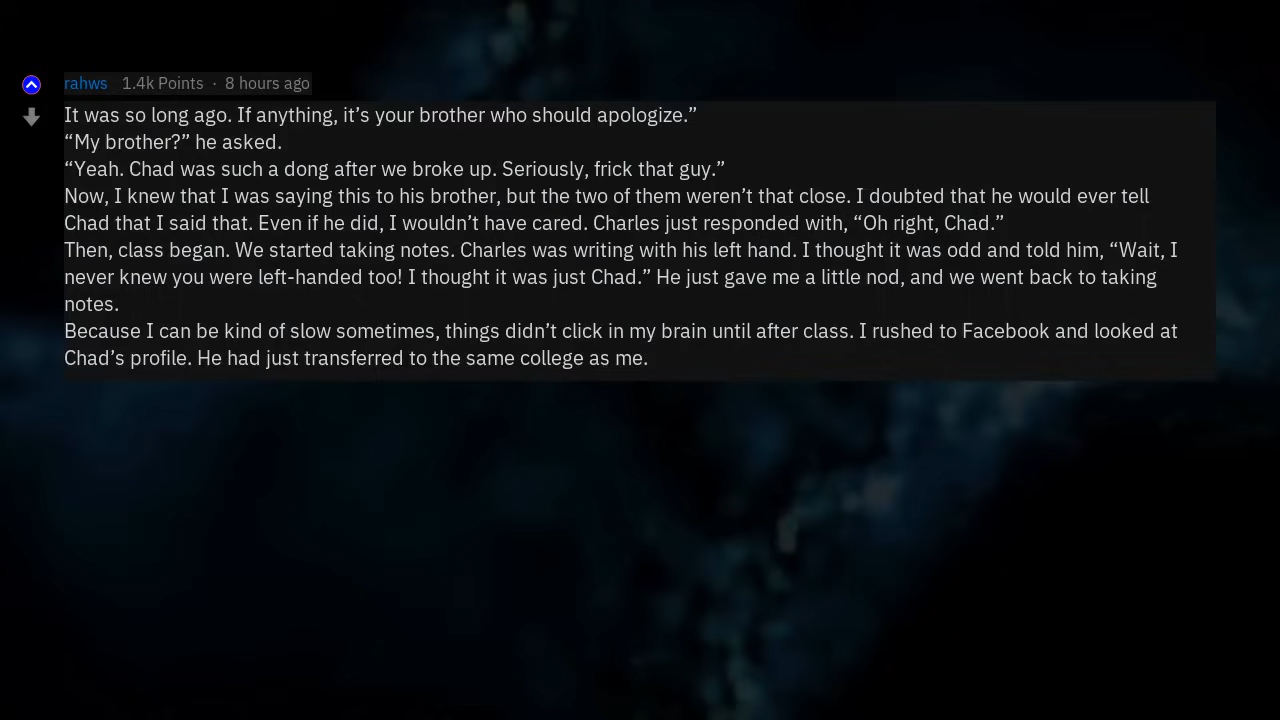 rahws 1.4k Points · 8 hours ago
It was so long ago. If anything, it’s your brother who should apologize.”
“My brother?” he asked.
“Yeah. Chad was such a dong after we broke up. Seriously, frick that guy.”
Now, I knew that I was saying this to his brother, but the two of them weren’t that close. I doubted that he would ever tell
Chad that I said that. Even if he did, I wouldn’t have cared. Charles just responded with, “Oh right, Chad.”
Then, class began. We started taking notes. Charles was writing with his left hand. I thought it was odd and told him, “Wait, I
never knew you were left-handed too! I thought it was just Chad.” He just gave me a little nod, and we went back to taking
notes.
Because I can be kind of slow sometimes, things didn’t click in my brain until after class. I rushed to Facebook and looked at
Chad’s profile. He had just transferred to the same college as me.